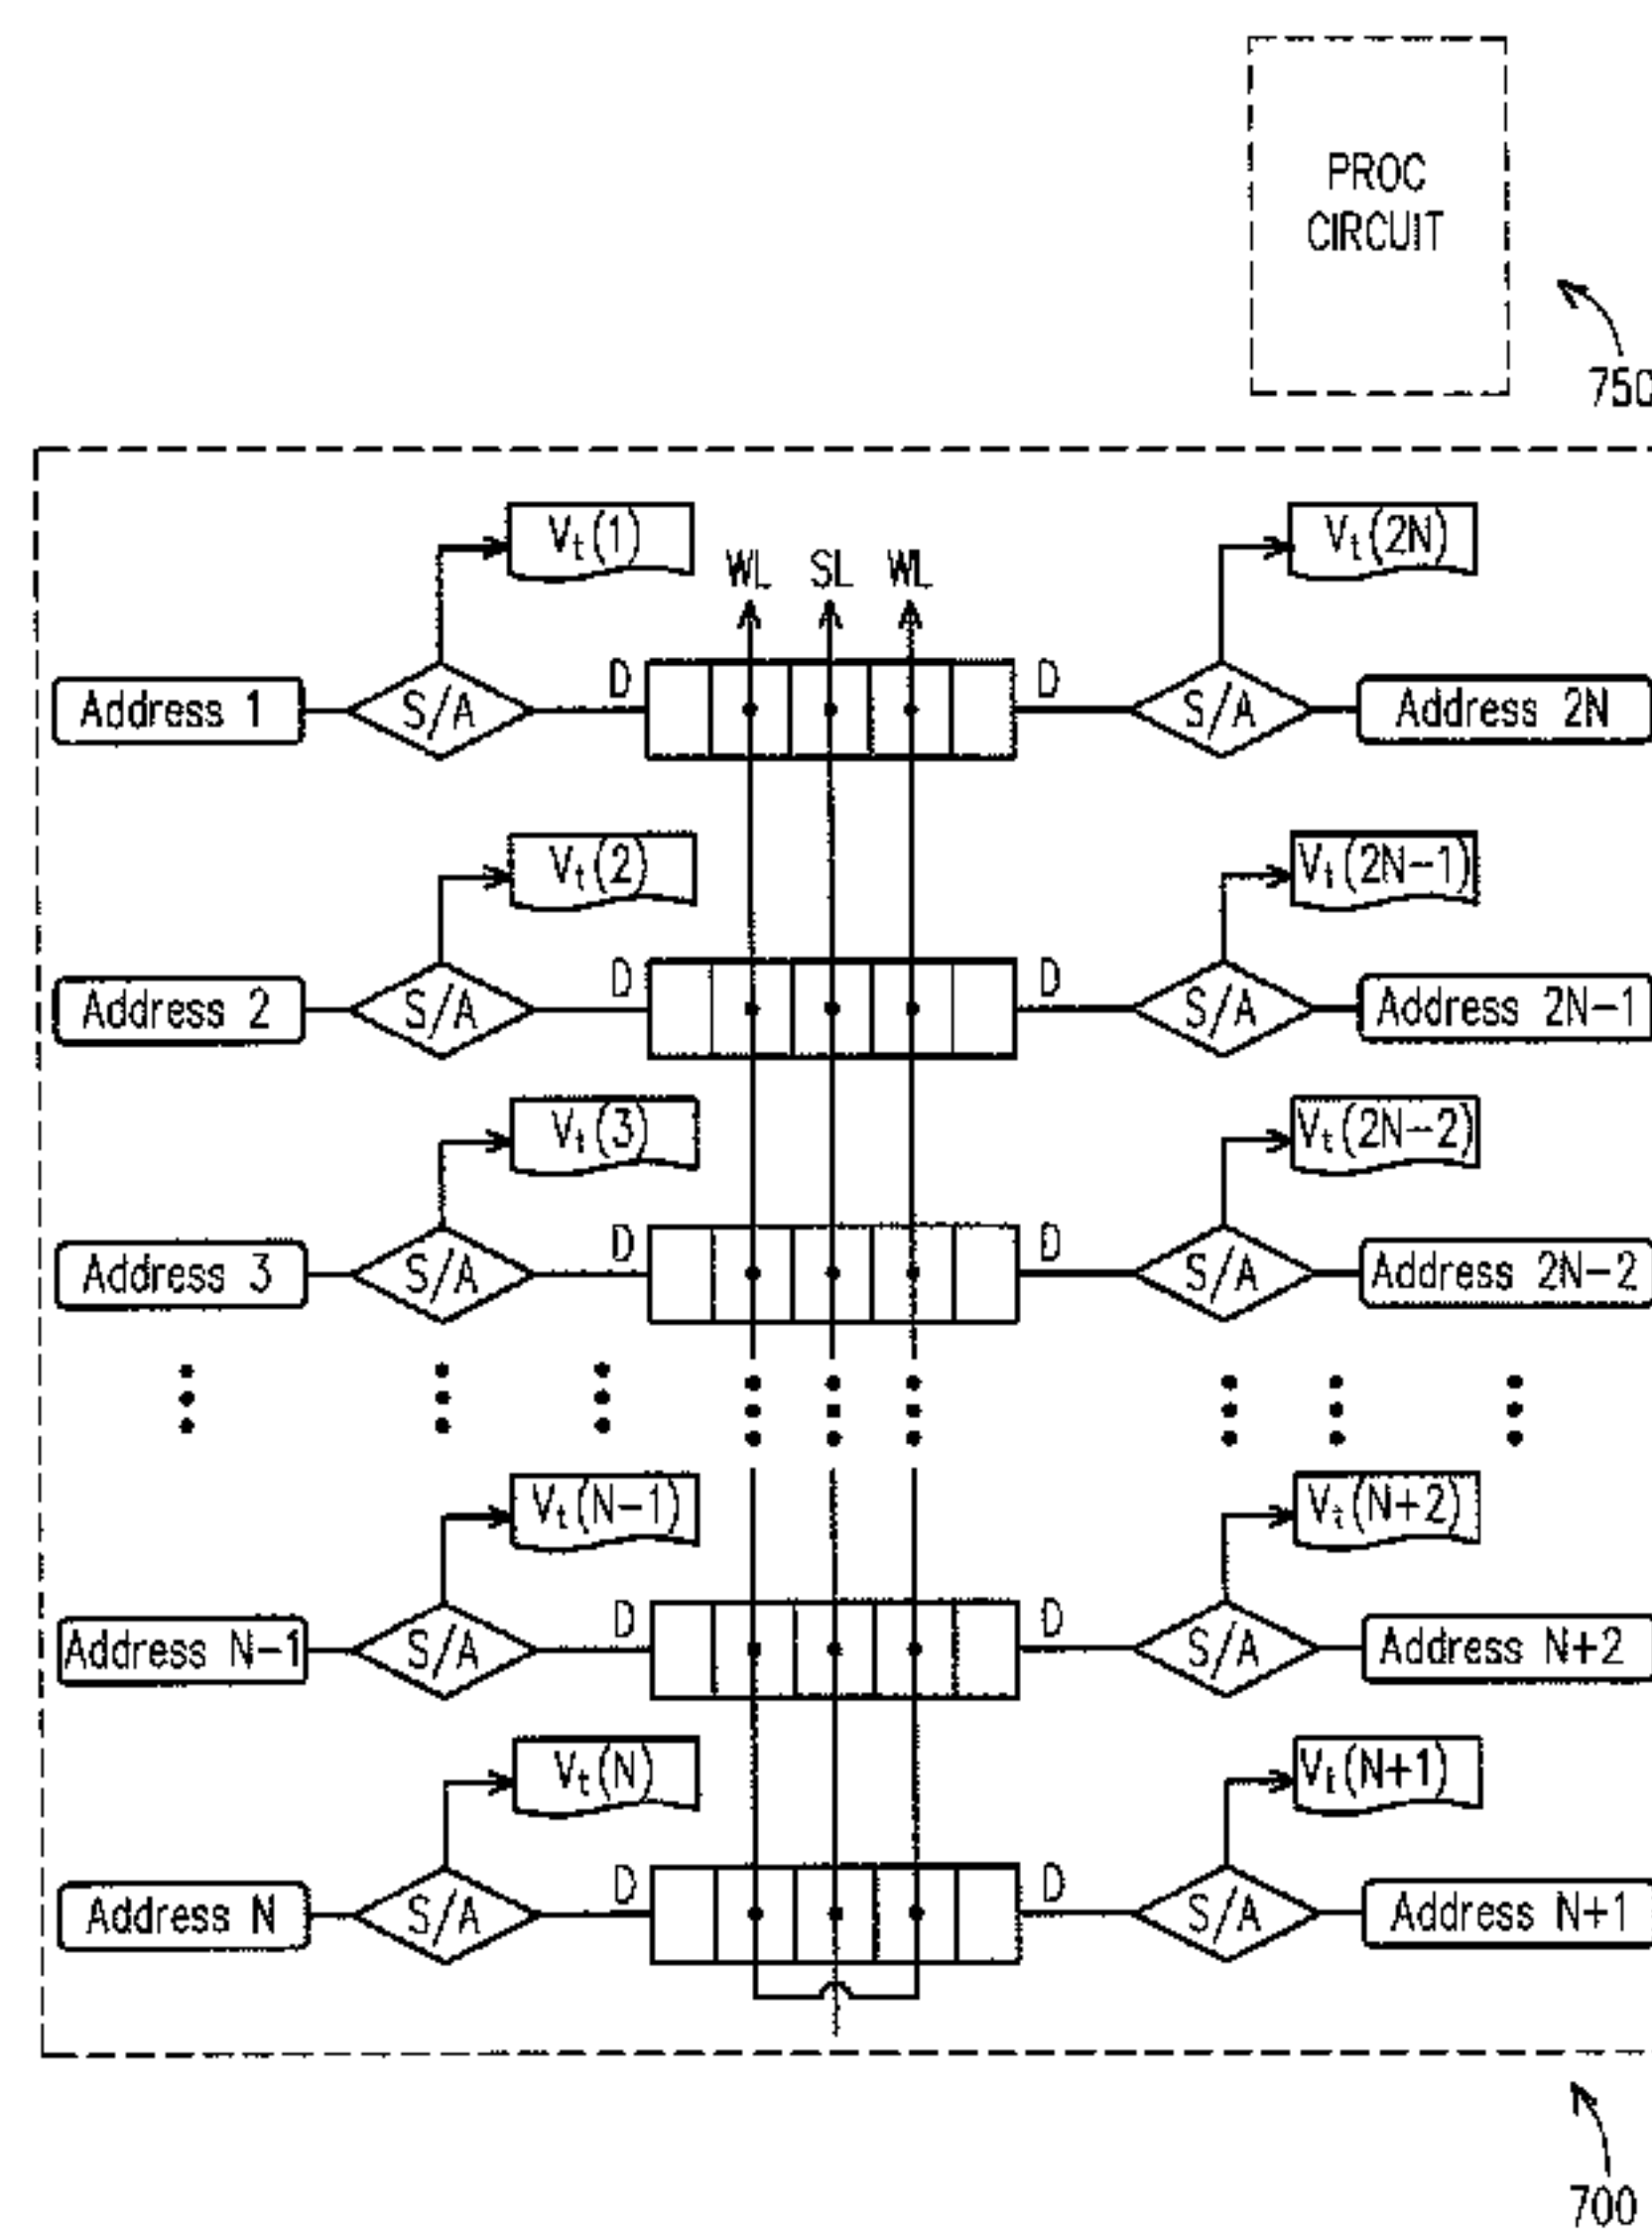 PROC
CIRCUIT
750
Vt(1)
WL SL WL
Vt(2N)
Address 1 S/A D D S/A Address 2N
Vt(2) Vt(2N-1)
Address 2 S/A D D S/A Address 2N-1
Vt(3) Vt(2N-2)
Address 3 S/A D D S/A Address 2N-2
Vt(N-1) Vt(N+2)
Address N-1 S/A D D S/A Address N+2
Vt(N) Vt(N+1)
Address N S/A D D S/A Address N+1
700